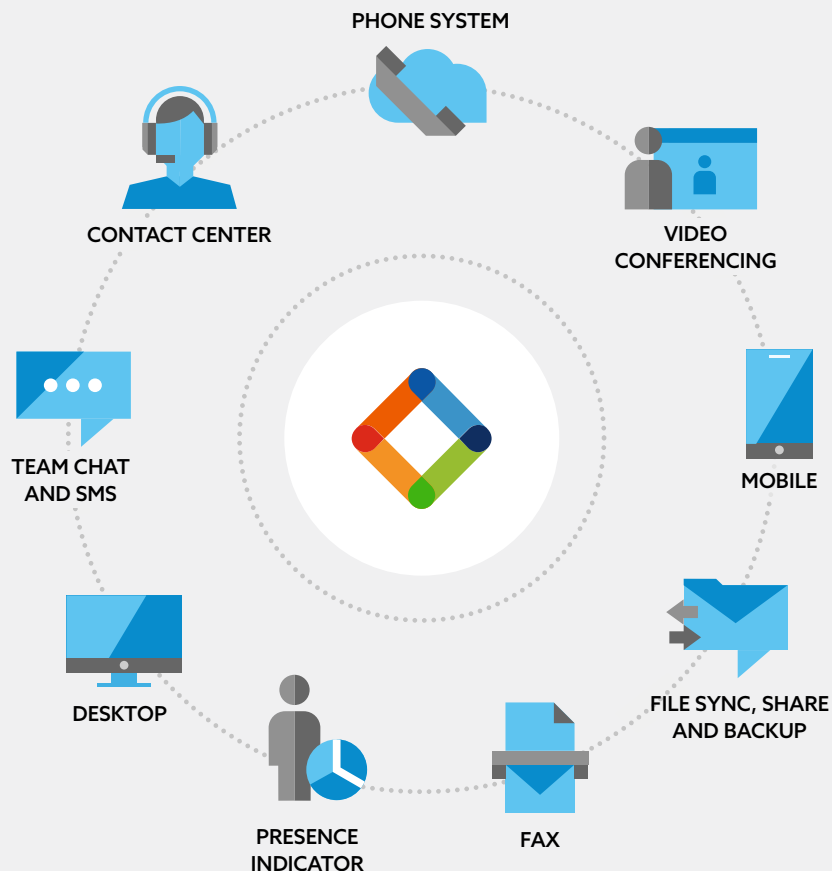 PHONE SYSTEM
VIDEO
CONFERENCING
MOBILE
FILE SYNC, SHARE
AND BACKUP
FAX
PRESENCE
INDICATOR
DESKTOP
TEAM CHAT
AND SMS
CONTACT CENTER